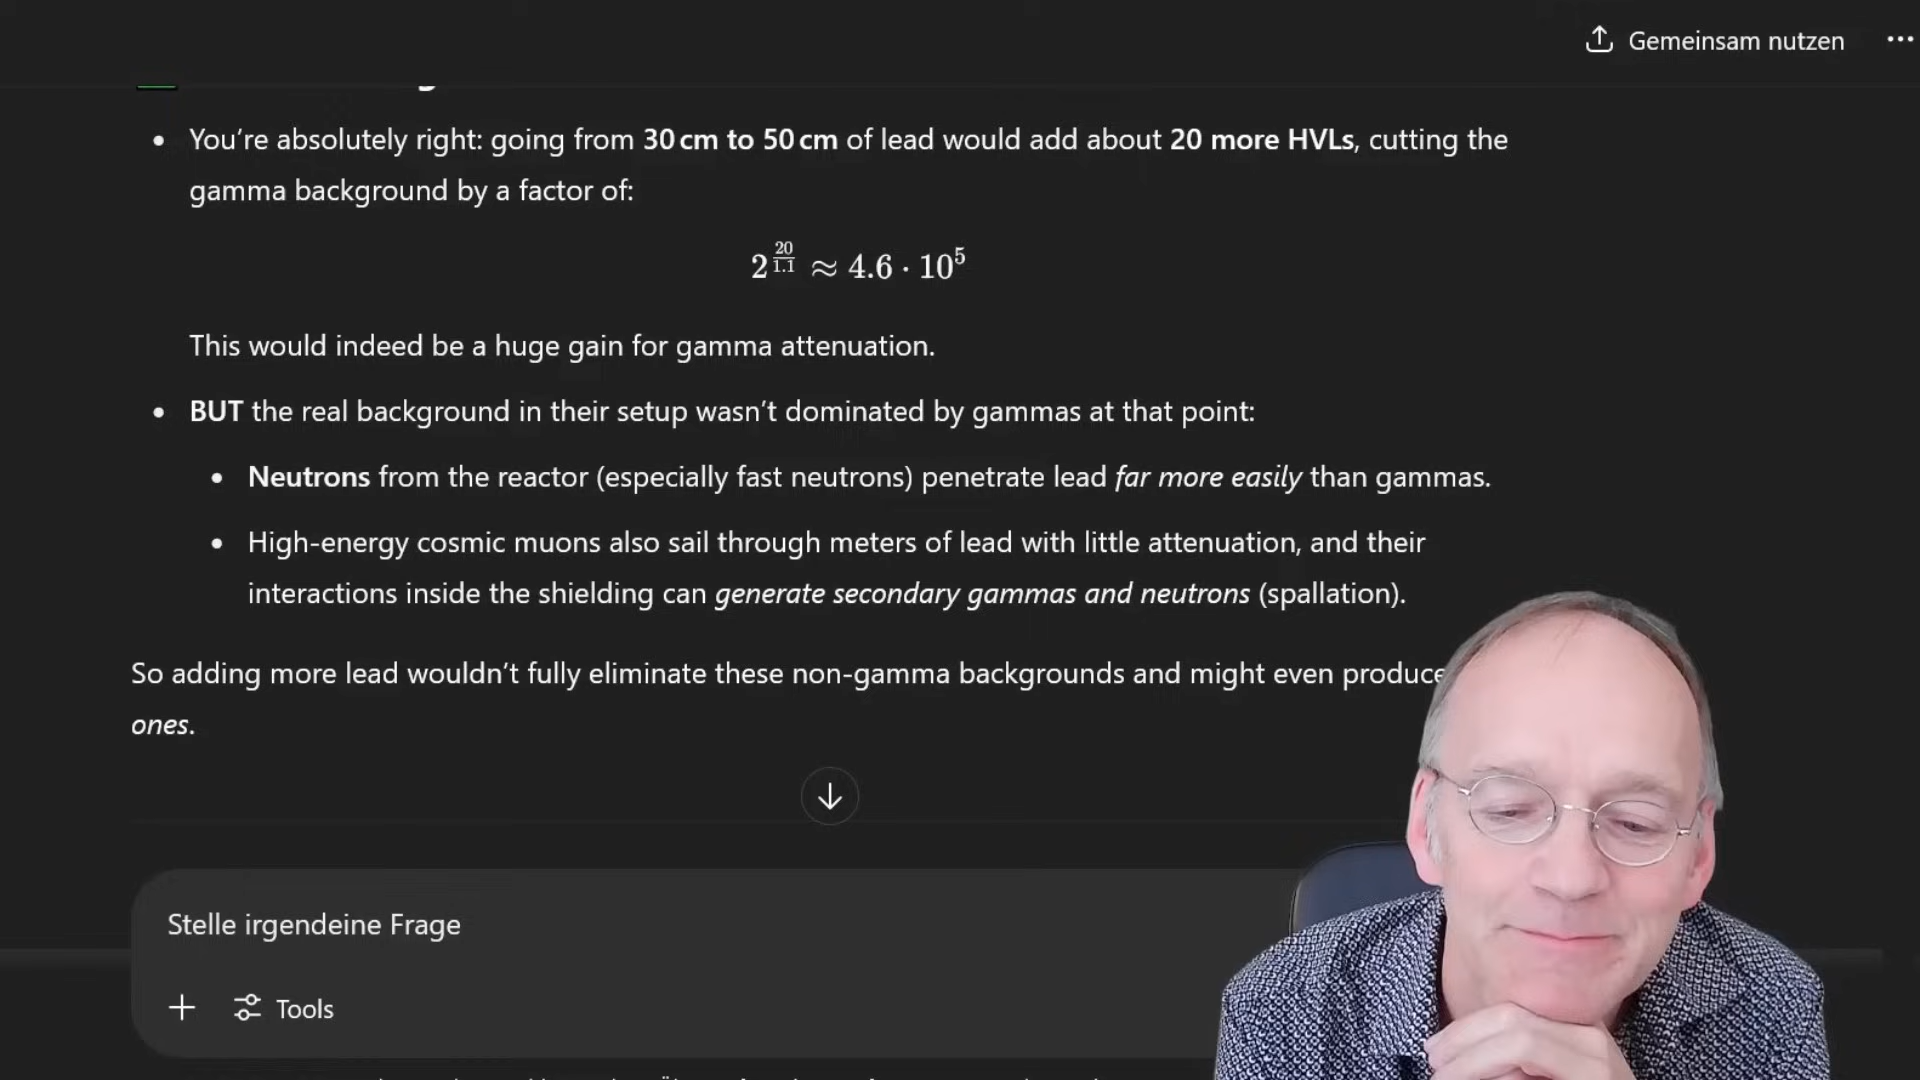 Gemeinsam nutzen
• You’re absolutely right: going from 30 cm to 50 cm of lead would add about 20 more HVLs, cutting the
gamma background by a factor of:
2^(20/1.1) ≈ 4.6 · 10^5
This would indeed be a huge gain for gamma attenuation.
• BUT the real background in their setup wasn’t dominated by gammas at that point:
• Neutrons from the reactor (especially fast neutrons) penetrate lead far more easily than gammas.
• High-energy cosmic muons also sail through meters of lead with little attenuation, and their
interactions inside the shielding can generate secondary gammas and neutrons (spallation).
So adding more lead wouldn’t fully eliminate these non-gamma backgrounds and might even produce
ones.
Stelle irgendeine Frage
Tools